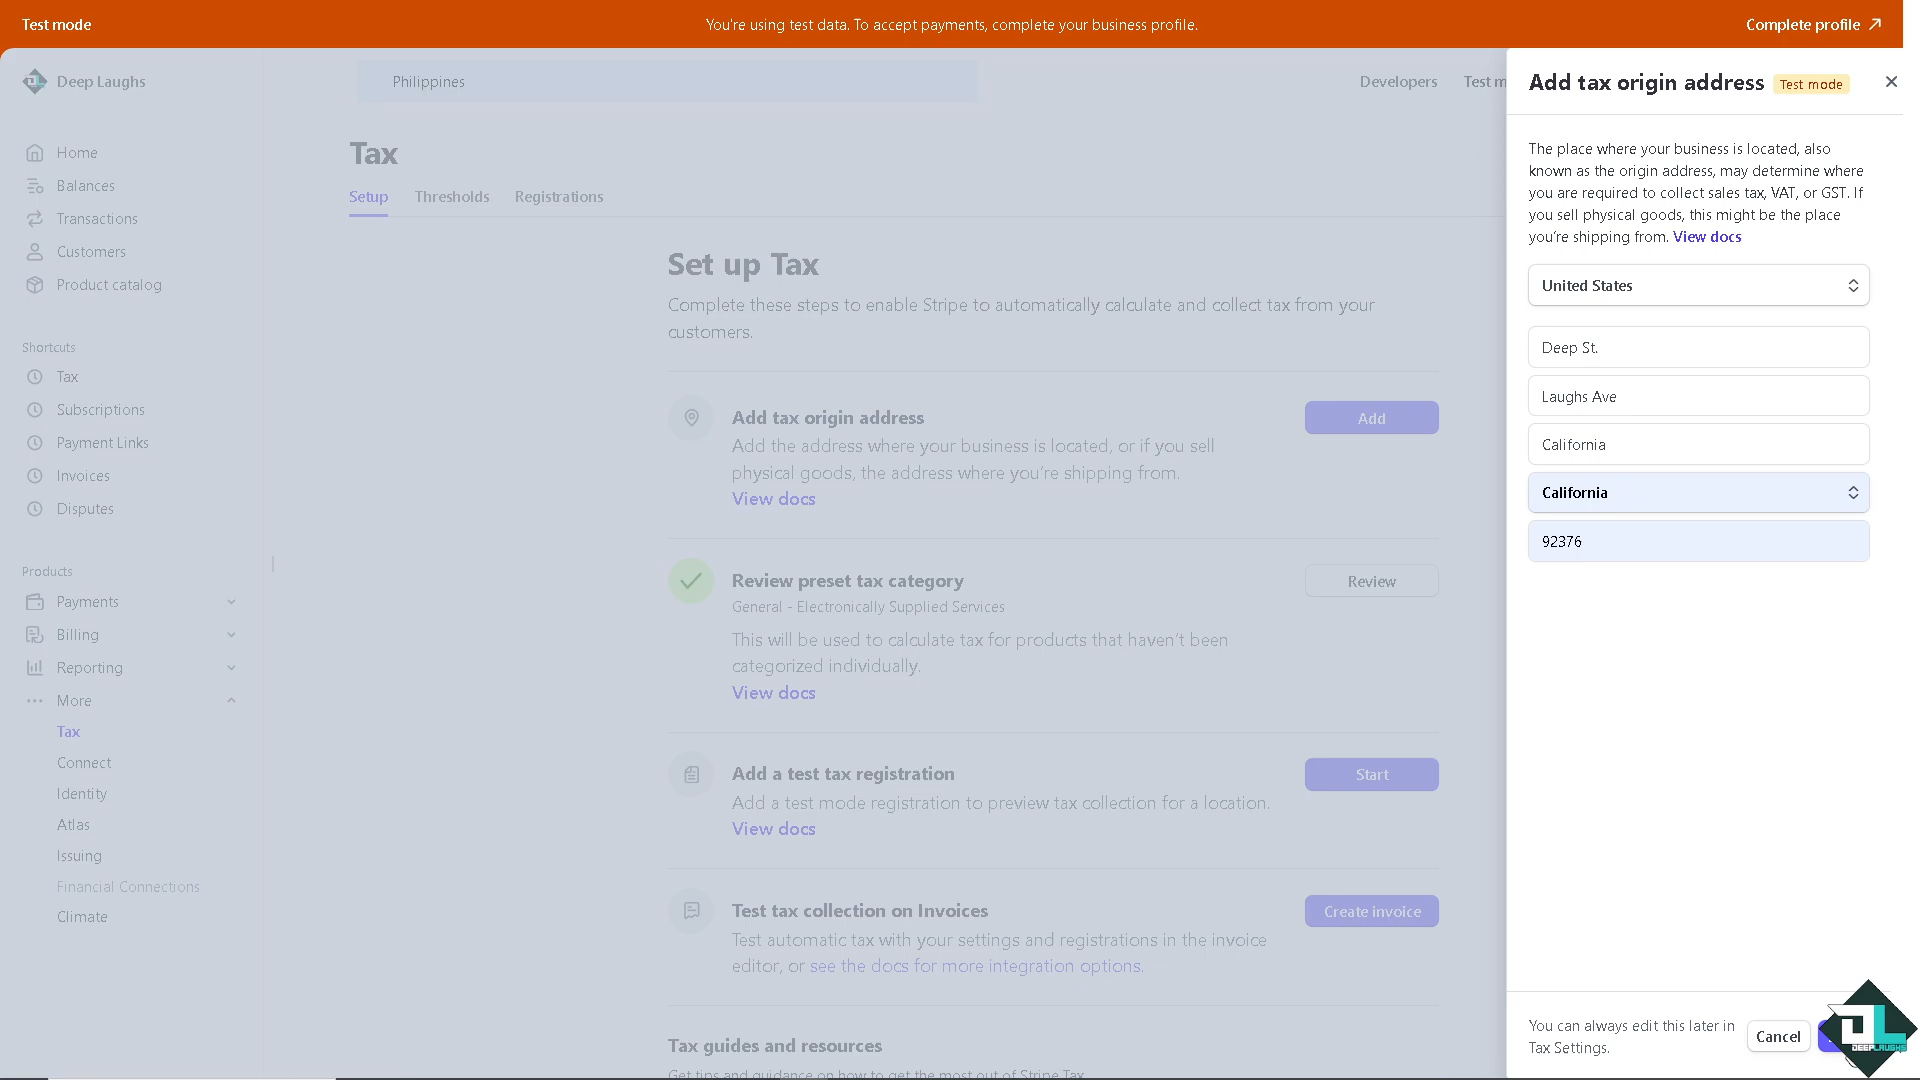 Test mode
You're using test data. To accept payments, complete your business profile.
Complete profile
Deep Laughs
Philippines
Developers
Test m
Home
Balances
Transactions
Customers
Product catalog
Shortcuts
Tax
Subscriptions
Payment Links
Invoices
Disputes
Products
Payments
Billing
Reporting
More
Tax
Connect
Identity
Atlas
Issuing
Financial Connections
Climate
Tax
Setup
Thresholds
Registrations
Set up Tax
Complete these steps to enable Stripe to automatically calculate and collect tax from your
customers.
Add tax origin address
Add
Add the address where your business is located, or if you sell
physical goods, the address where you're shipping from.
View docs
Review preset tax category
Review
General - Electronically Supplied Services
This will be used to calculate tax for products that haven't been
categorized individually.
View docs
Add a test tax registration
Start
Add a test mode registration to preview tax collection for a location.
View docs
Test tax collection on Invoices
Create invoice
Test automatic tax with your settings and registrations in the invoice
editor, or see the docs for more integration options.
Tax guides and resources
Get tips and guidance on how to get the most out of Stripe Tax
Add tax origin address
Test mode
The place where your business is located, also
known as the origin address, may determine where
you are required to collect sales tax, VAT, or GST. If
you sell physical goods, this might be the place
you're shipping from. View docs
United States
Deep St.
Laughs Ave
California
California
92376
You can always edit this later in
Tax Settings.
Cancel
DEEPLAUGHS